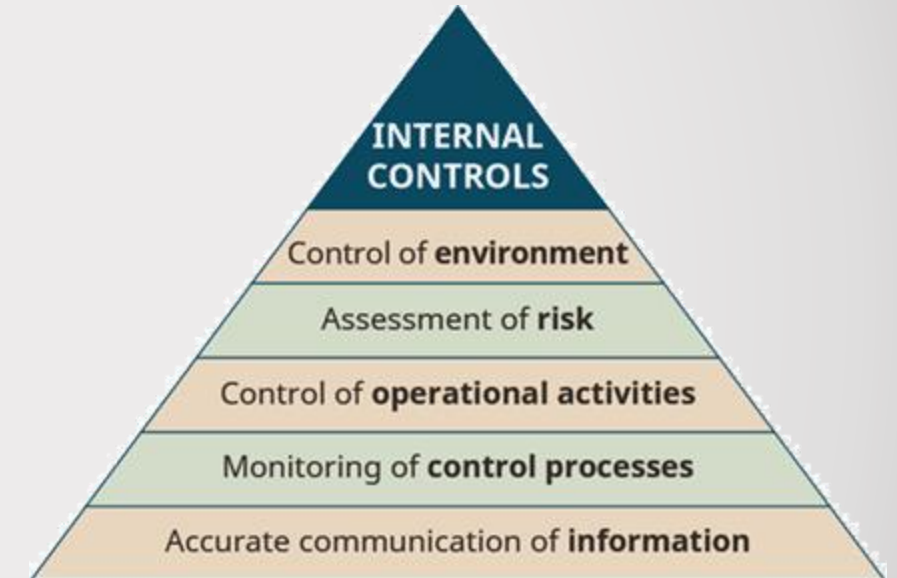 INTERNAL
CONTROLS
Control of environment
Assessment of risk
Control of operational activities
Monitoring of control processes
Accurate communication of information